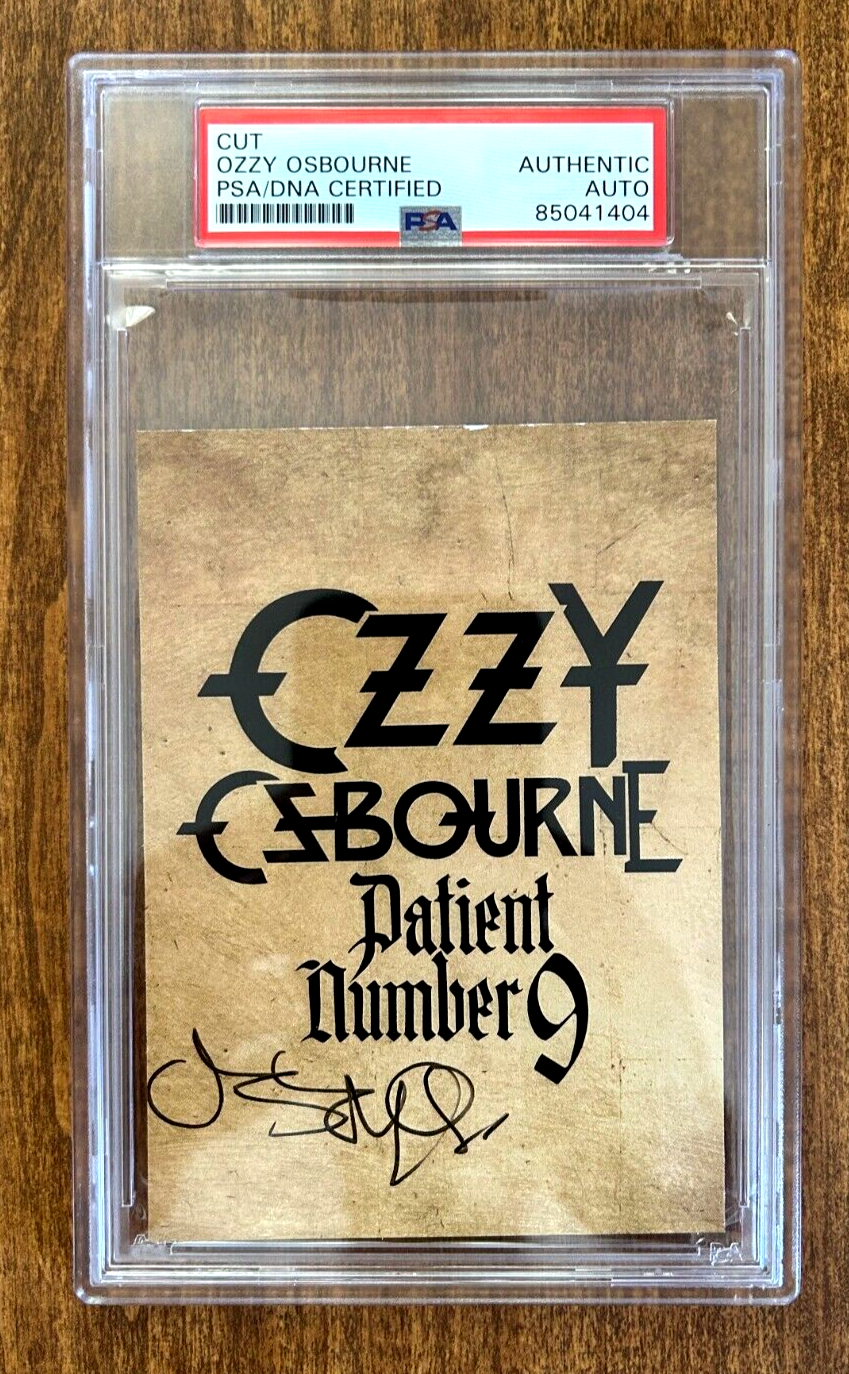 CUT
OZZY OSBOURNE AUTHENTIC
PSA/DNA CERTIFIED AUTO
PSA 85041404
OZZY
OSBOURNE
Patient
Number 9